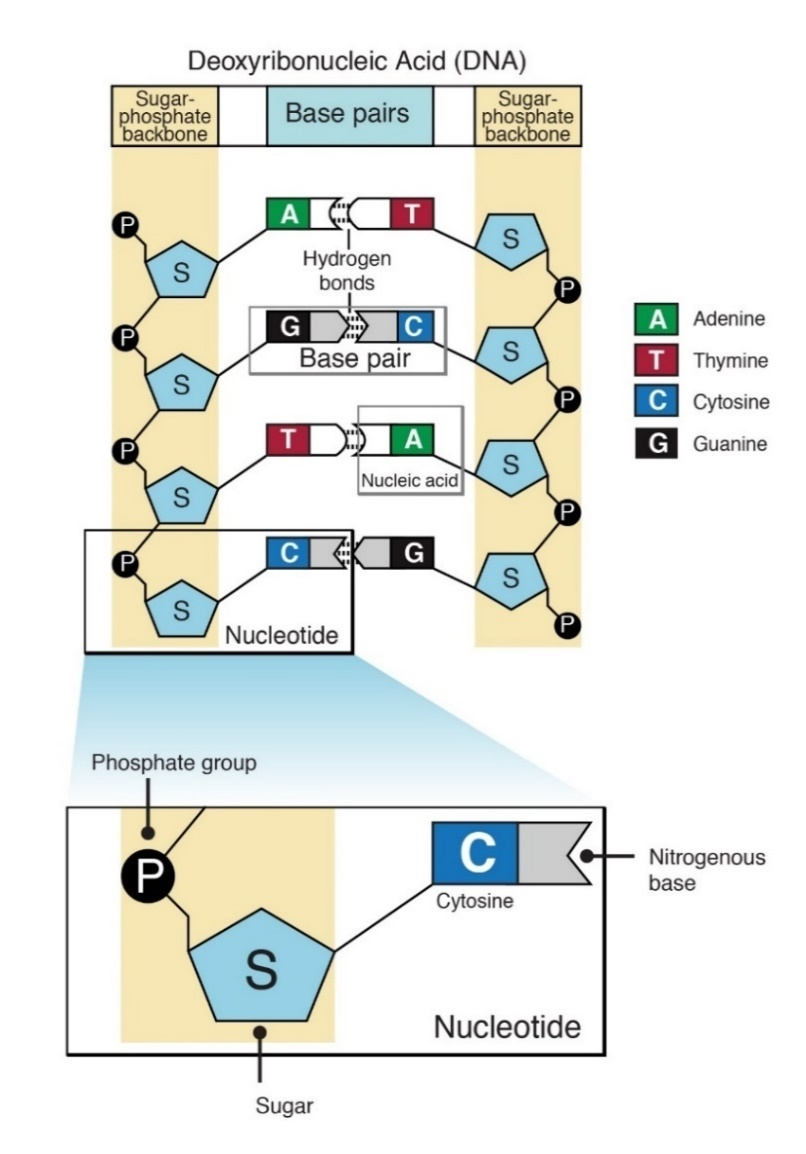 Deoxyribonucleic Acid (DNA)
Sugar-
phosphate
backbone
Base pairs
Sugar-
phosphate
backbone
P
A
T
S
S
Hydrogen
bonds
P
G
C
P
Base pair
S
S
P
T
A
P
Nucleic acid
S
S
P
C
G
P
S
S
Nucleotide
P
A Adenine
T Thymine
C Cytosine
G Guanine
Phosphate group
P
C
Cytosine
Nitrogenous
base
S
Nucleotide
Sugar